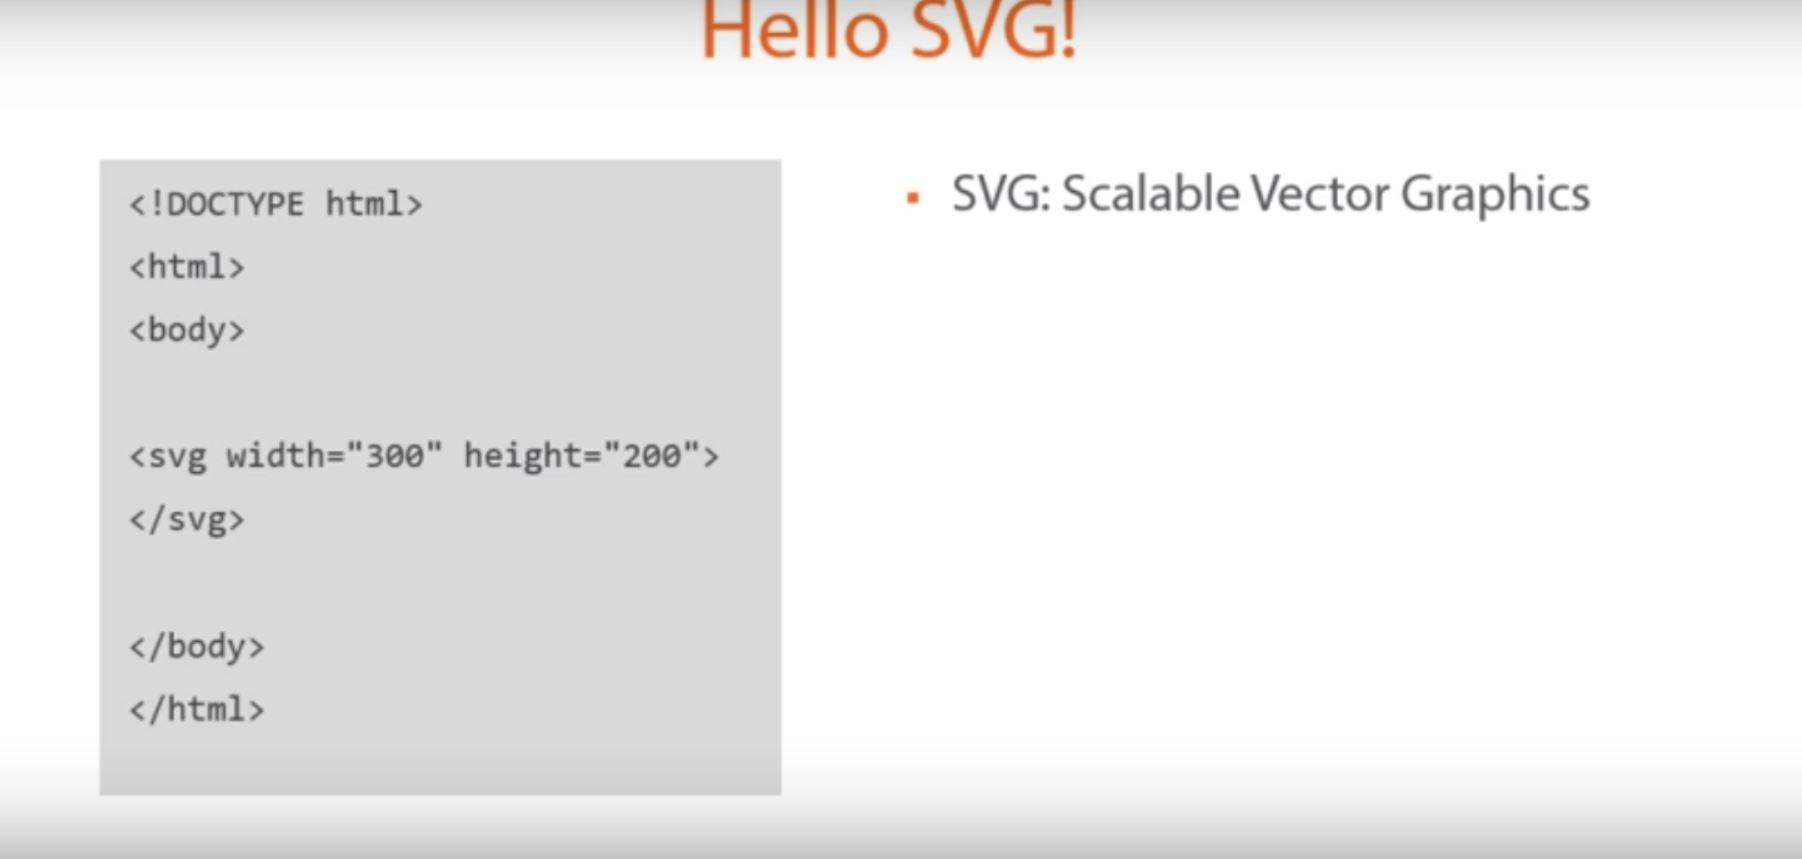 Hello SVG!
<!DOCTYPE html>
<html>
<body>
<svg width="300" height="200">
</svg>
</body>
</html>
▪ SVG: Scalable Vector Graphics